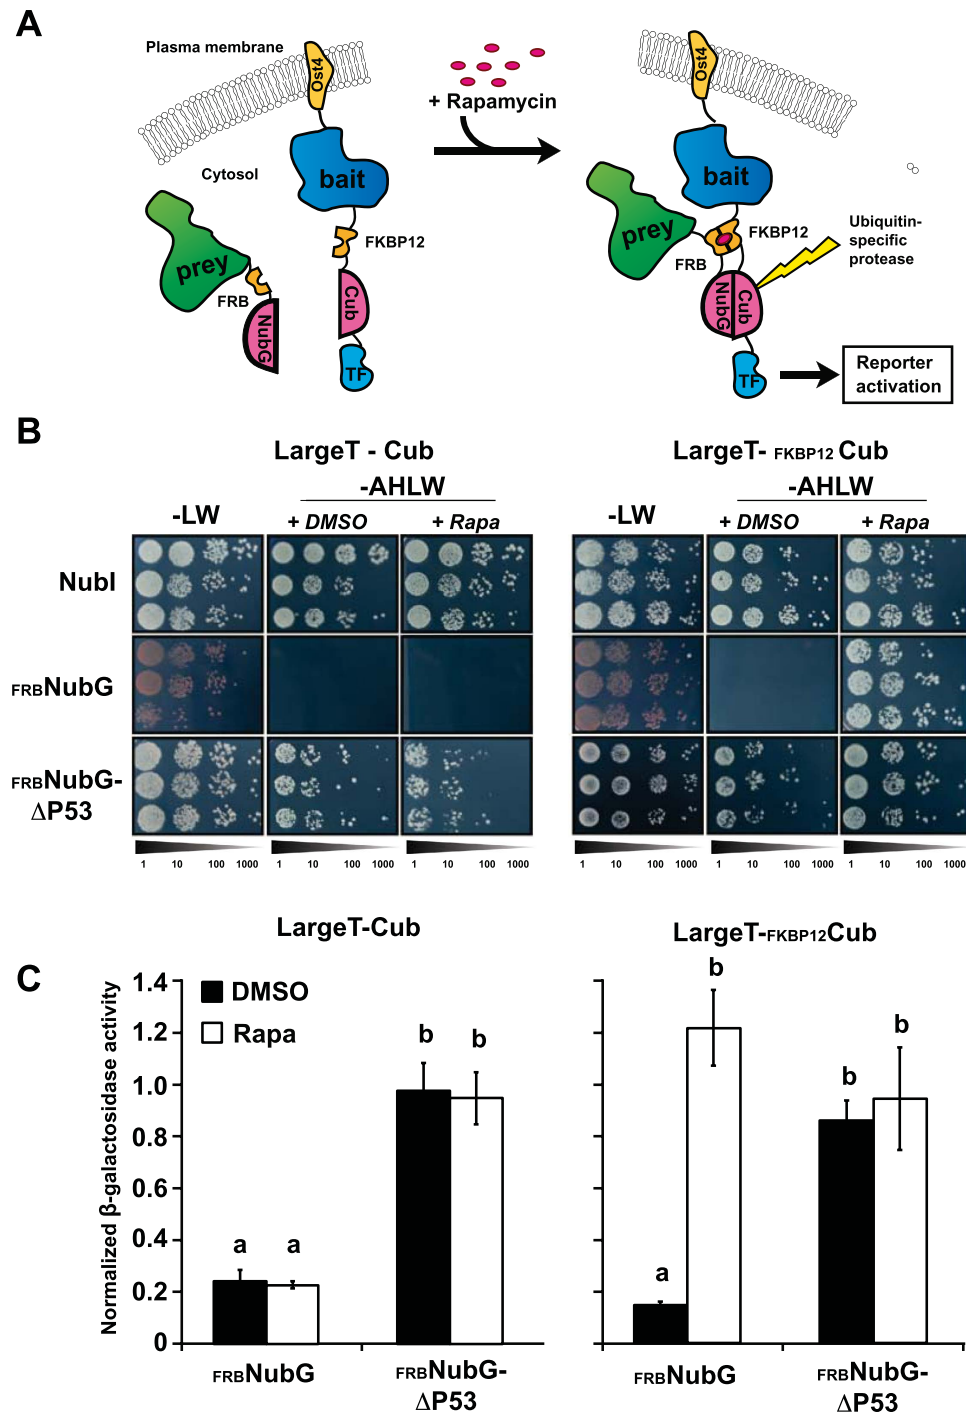 A
Plasma membrane
Ost4
+ Rapamycin
Ost4
Cytosol
bait
bait
prey
FKBP12
prey
FKBP12
Ubiquitin-
specific
protease
FRB
FRB
NubG
Cub
NubG
Cub
TF
TF
Reporter
activation
B
LargeT - Cub
LargeT- FKBP12 Cub
-AHLW
-AHLW
-LW
+ DMSO
+ Rapa
-LW
+ DMSO
+ Rapa
NubI
FRBNubG
FRBNubG-
ΔP53
1 10 100 1000 1 10 100 1000 1 10 100 1000
1 10 100 1000 1 10 100 1000 1 10 100 1000
C
LargeT-Cub
LargeT-FKBP12Cub
Normalized β-galactosidase activity
1.4
1.2
1.0
0.8
0.6
0.4
0.2
0
DMSO
Rapa
a a b b
a b b b
FRBNubG
FRBNubG-
ΔP53
FRBNubG
FRBNubG-
ΔP53